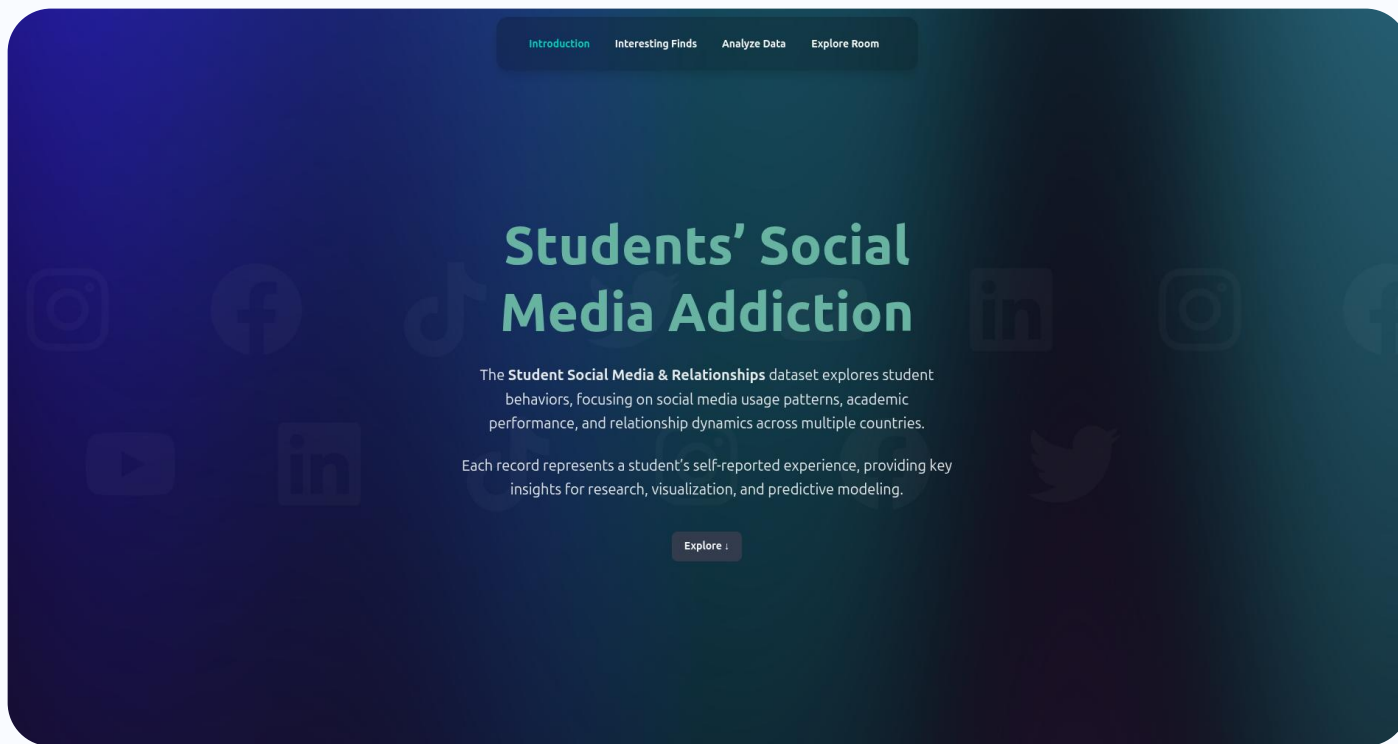 Introduction Interesting Finds Analyze Data Explore Room
Students’ Social
Media Addiction
The Student Social Media & Relationships dataset explores student
behaviors, focusing on social media usage patterns, academic
performance, and relationship dynamics across multiple countries.
Each record represents a student’s self-reported experience, providing key
insights for research, visualization, and predictive modeling.
Explore ↓